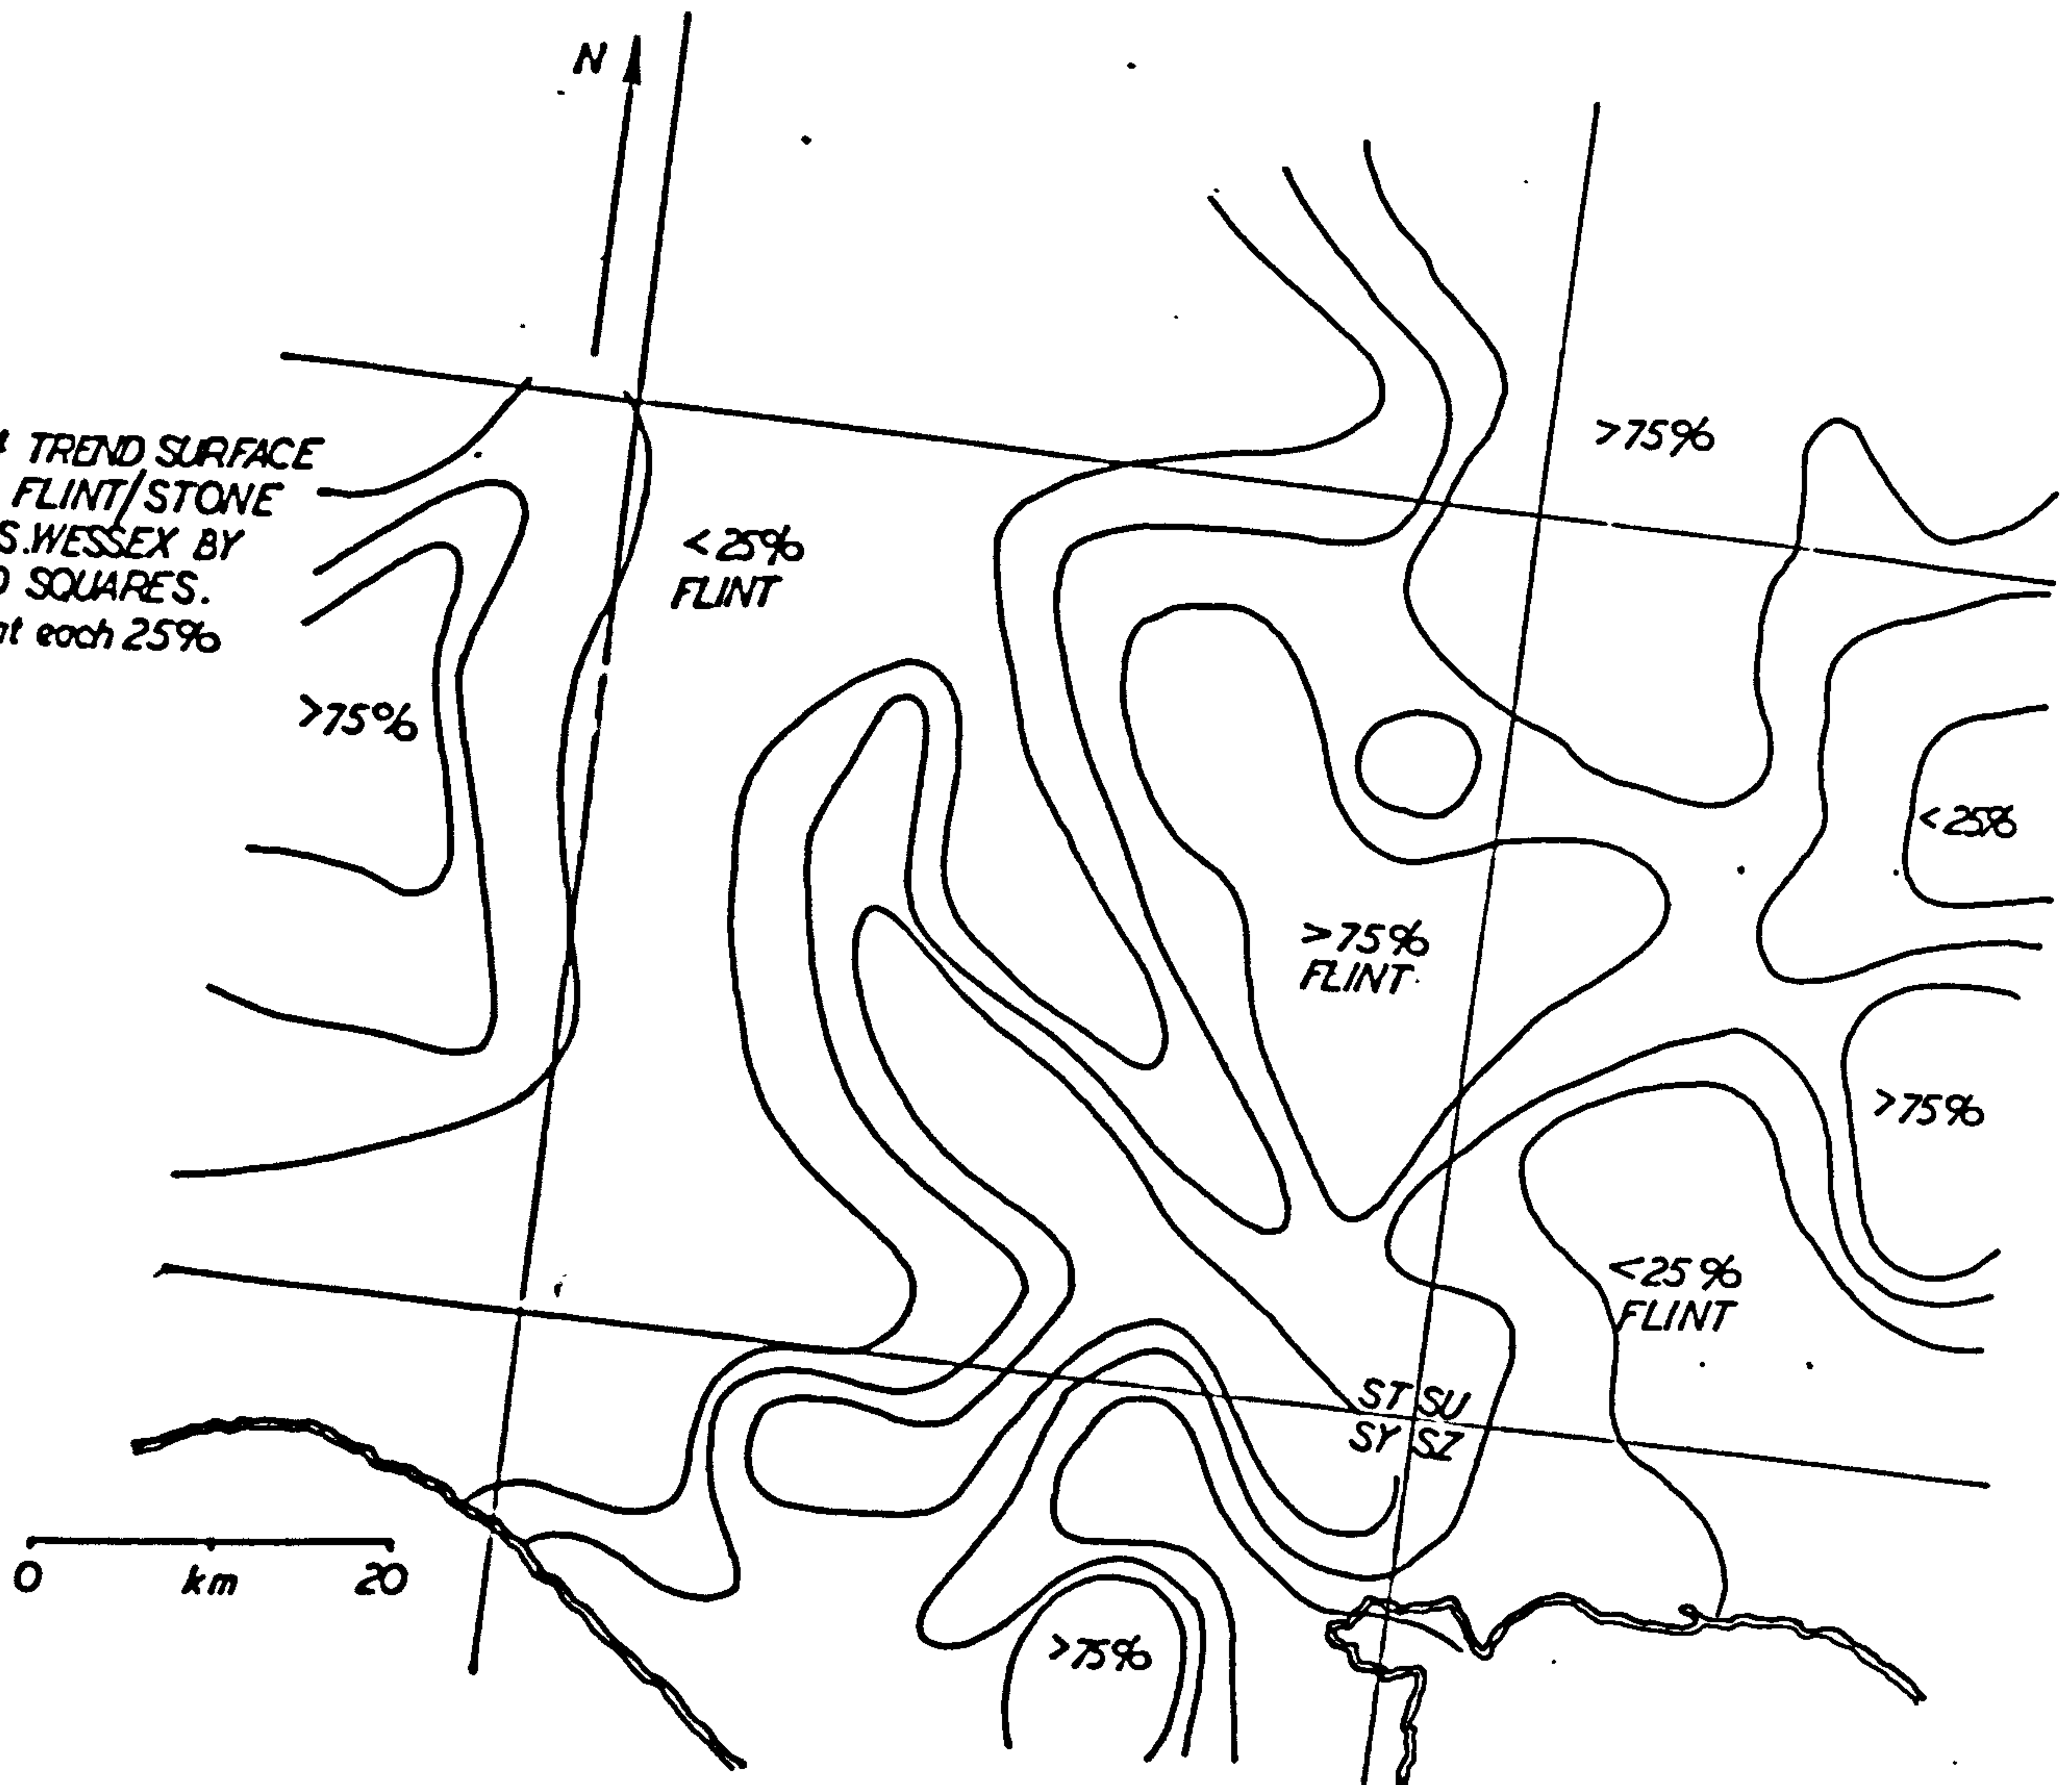 N
TREND SURFACE
FLINT/STONE
S.WESSEX BY
SQUARES.
each 25%
>75%
<25%
FLINT
>75%
>75%
FLINT
<25%
>75%
<25%
FLINT
ST SU
SY SZ
>75%
0 km 20